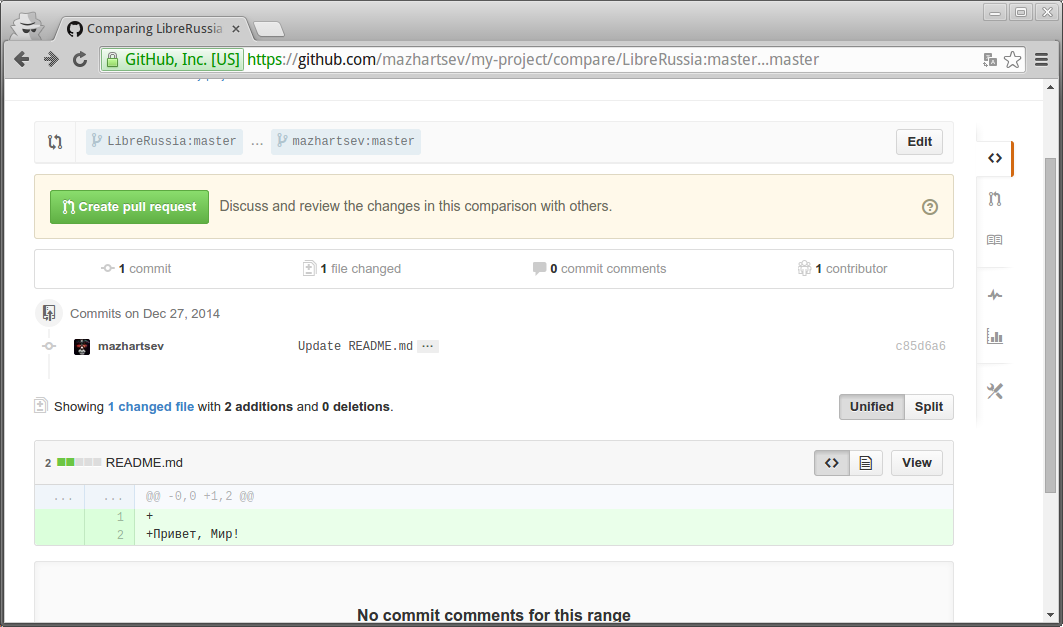 Comparing LibreRussia
GitHub, Inc. [US] https://github.com/mazhartsev/my-project/compare/LibreRussia:master...master
LibreRussia:master ... mazhartsev:master Edit
Create pull request Discuss and review the changes in this comparison with others.
1 commit 1 file changed 0 commit comments 1 contributor
Commits on Dec 27, 2014
mazhartsev Update README.md ... c85d6a6
Showing 1 changed file with 2 additions and 0 deletions. Unified Split
2 README.md <> View
... ... @@ -0,0 +1,2 @@
1 +
2 +Привет, Мир!
No commit comments for this range